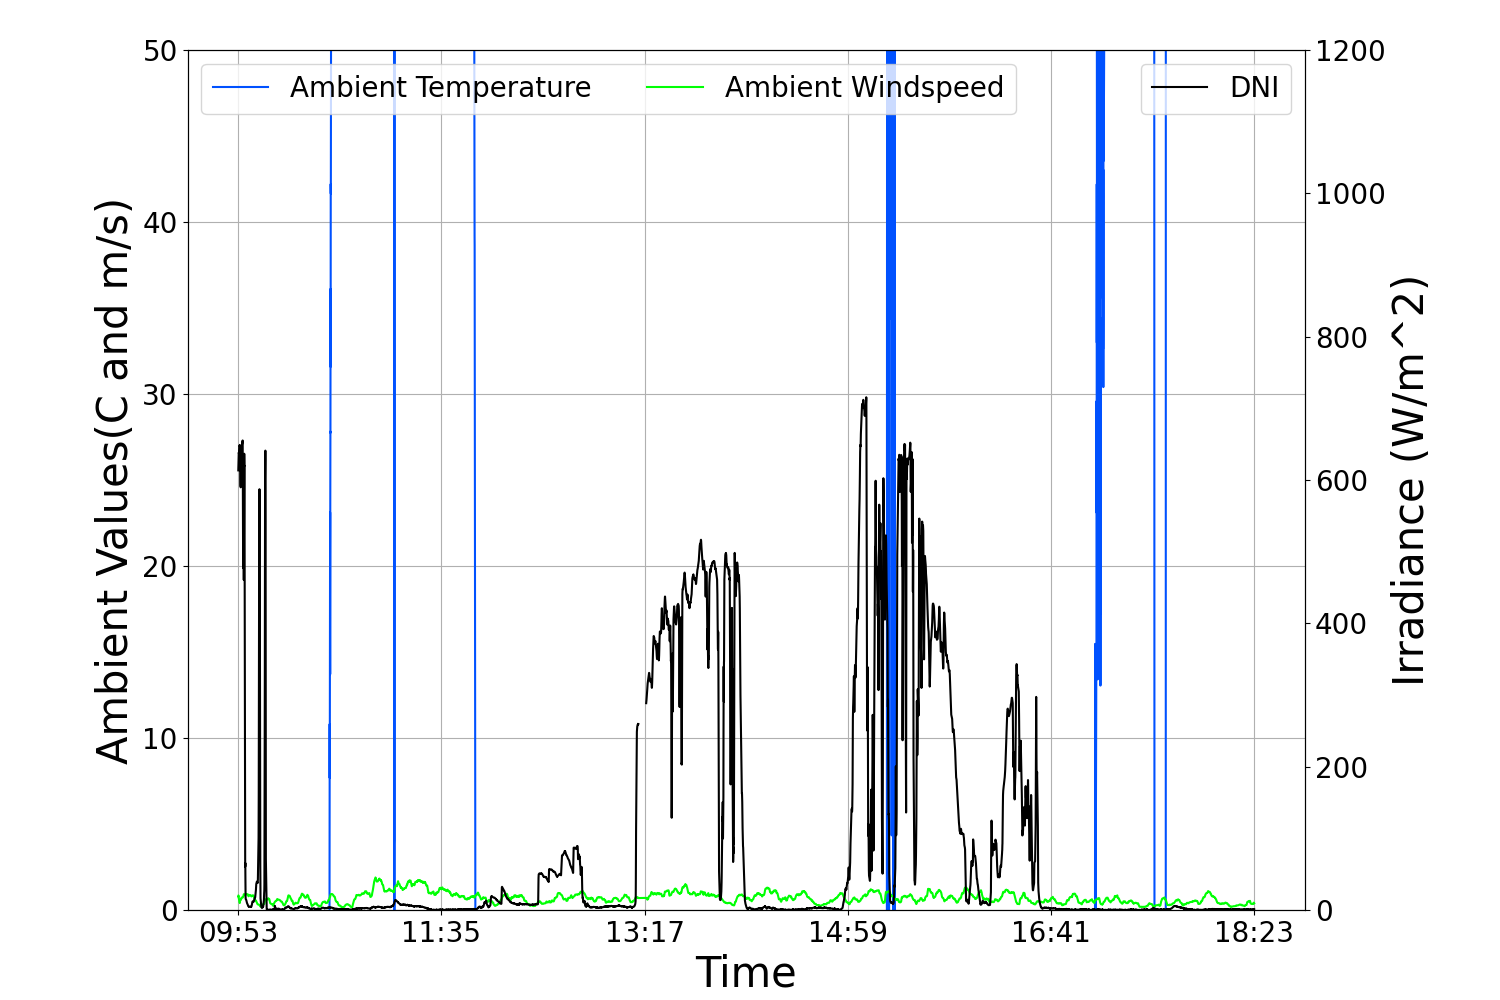 Ambient Temperature Ambient Windspeed DNI
50
40
30
20
10
0
Ambient Values(C and m/s)
1200
1000
800
600
400
200
0
Irradiance (W/m^2)
09:53 11:35 13:17 14:59 16:41 18:23
Time